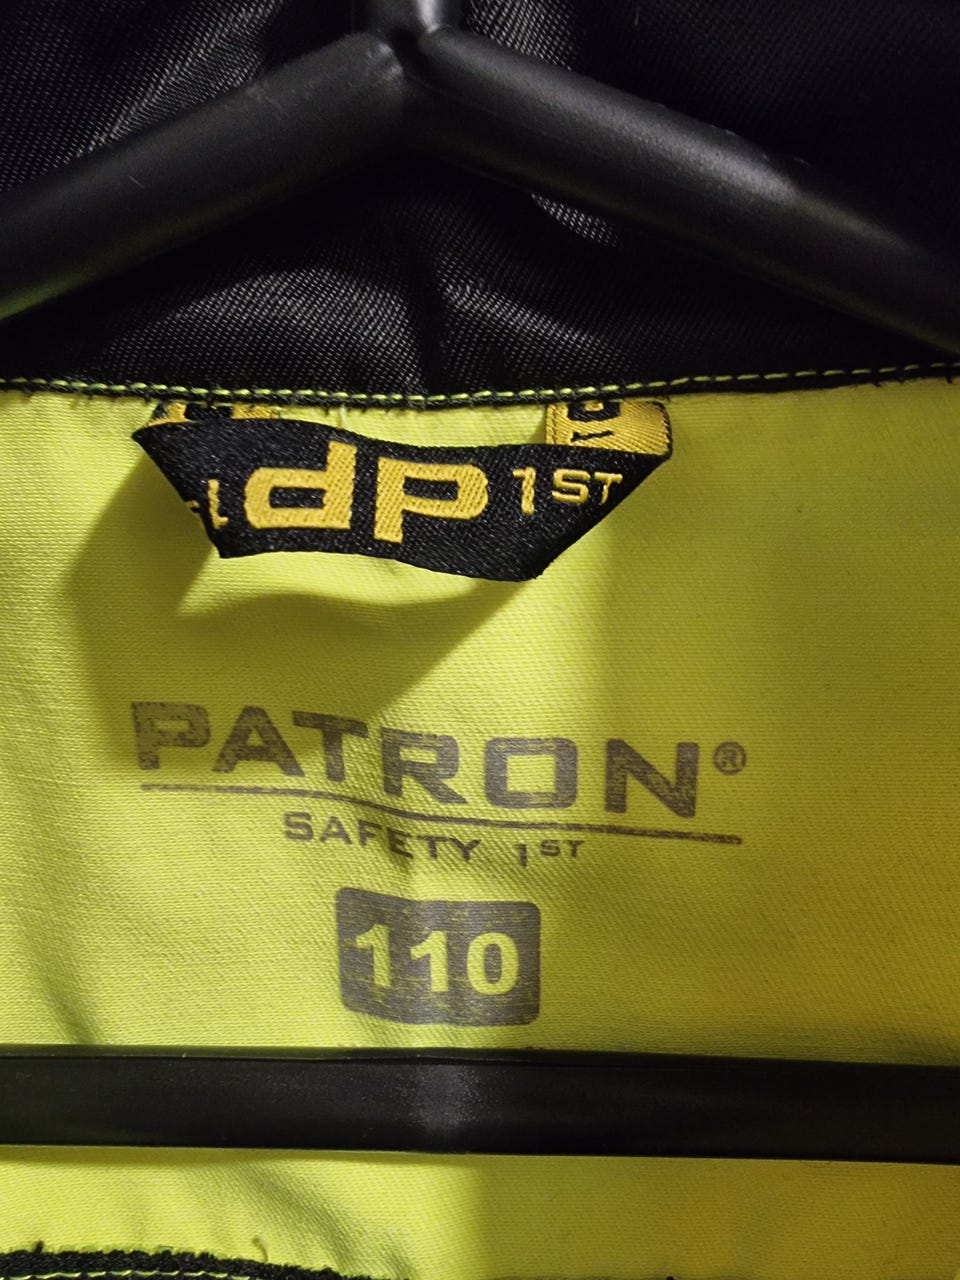 dp 1ST
PATRON®
SAFETY 1ST
110